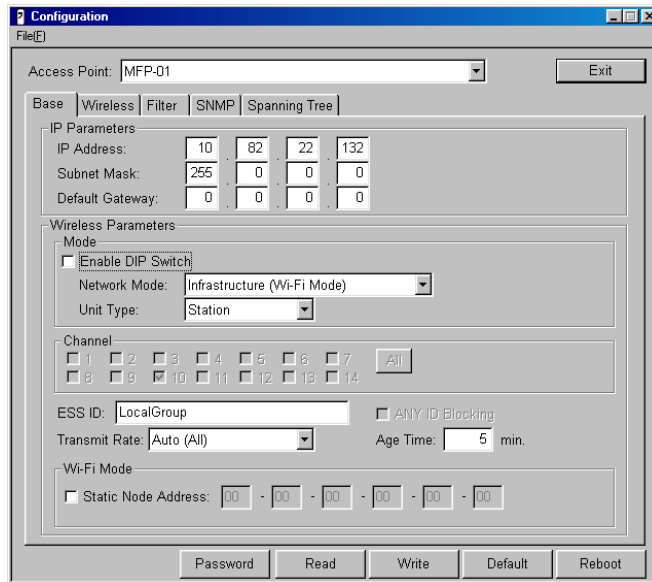 Configuration
File(F)
Access Point: MFP-01 Exit
Base Wireless Filter SNMP Spanning Tree
IP Parameters
IP Address: 10 . 82 . 22 . 132
Subnet Mask: 255 . 0 . 0 . 0
Default Gateway: 0 . 0 . 0 . 0
Wireless Parameters
Mode
Enable DIP Switch
Network Mode: Infrastructure (Wi-Fi Mode)
Unit Type: Station
Channel
1 2 3 4 5 6 7 All
8 9 10 11 12 13 14
ESS ID: LocalGroup ANY ID Blocking
Transmit Rate: Auto (All) Age Time: 5 min.
Wi-Fi Mode
Static Node Address: 00 - 00 - 00 - 00 - 00 - 00
Password Read Write Default Reboot